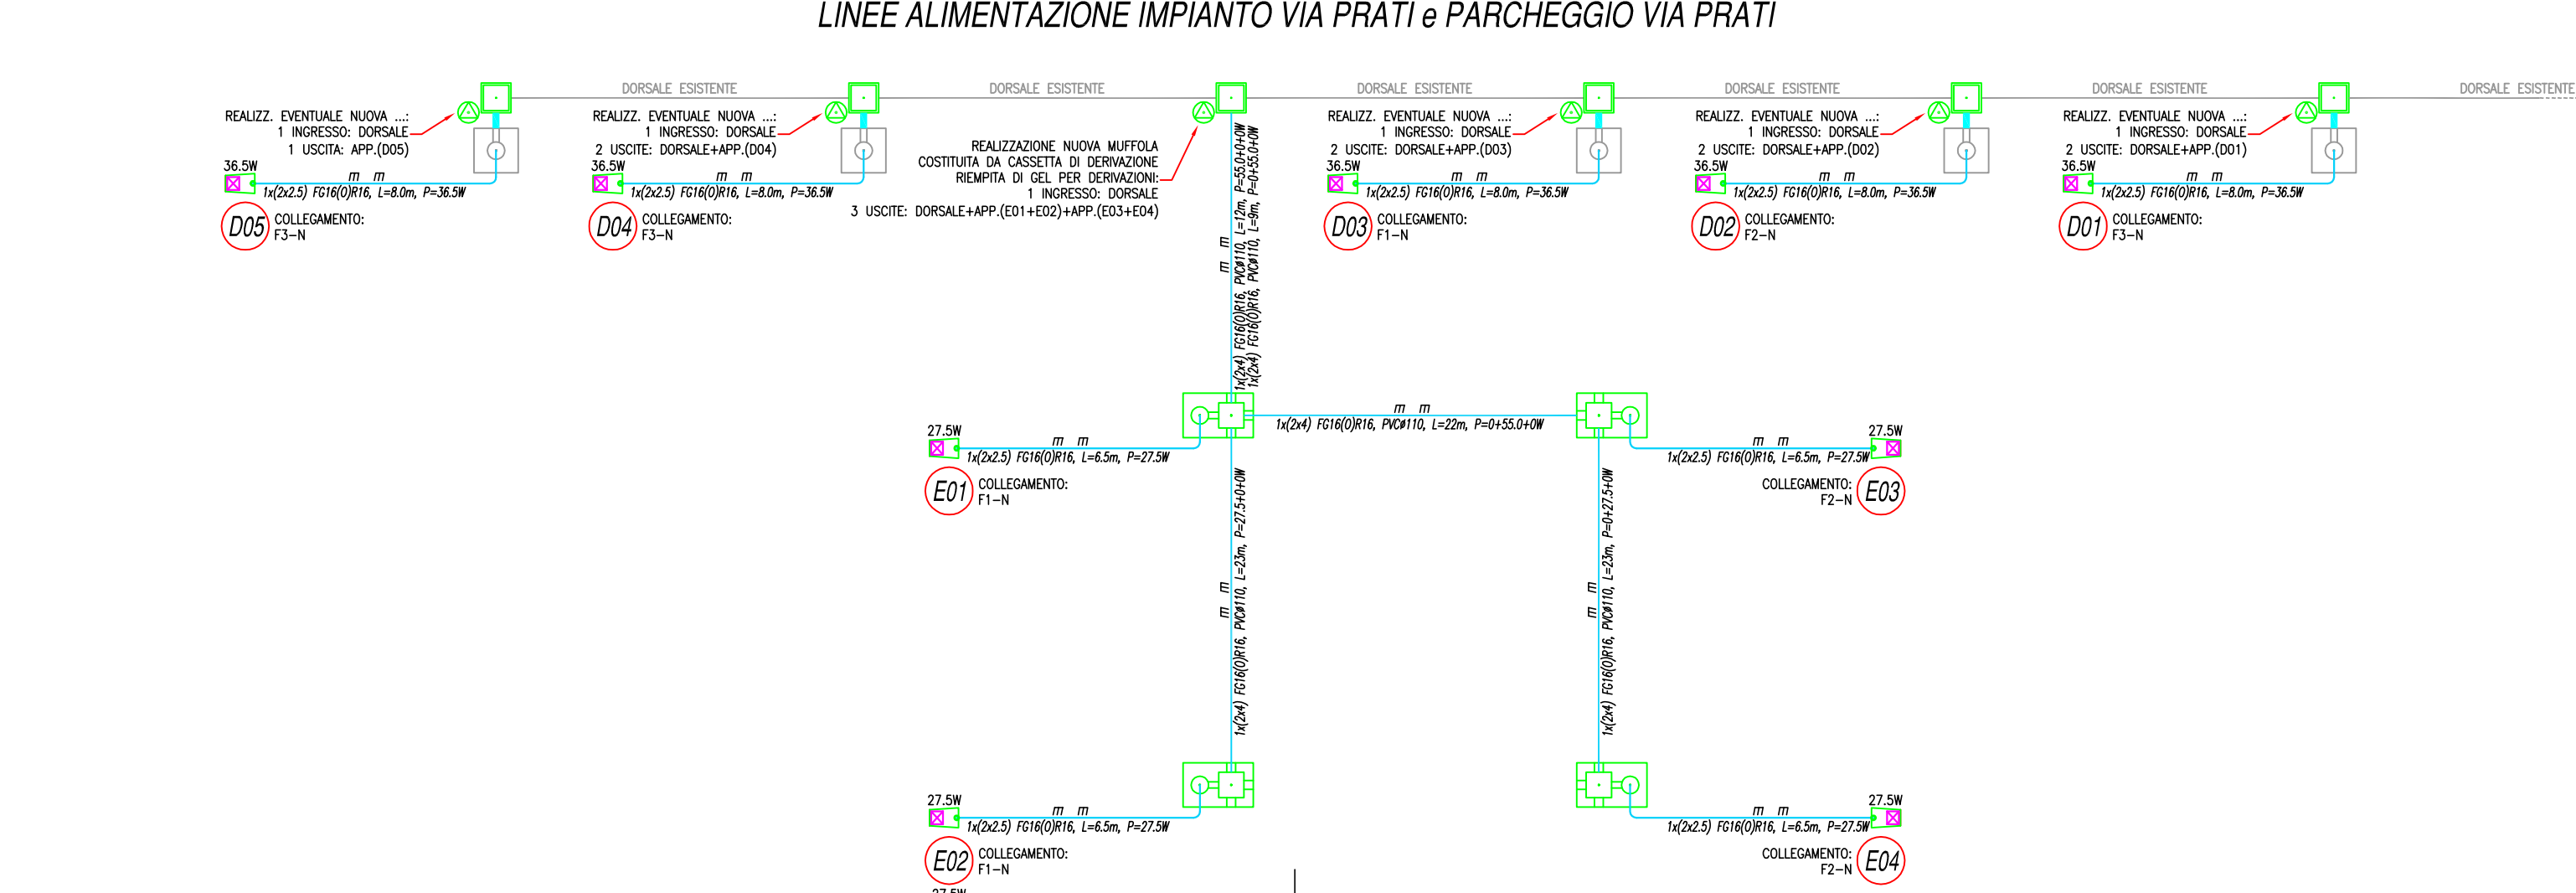 LINEE ALIMENTAZIONE IMPIANTO VIA PRATI e PARCHEGGIO VIA PRATI
DORSALE ESISTENTE
DORSALE ESISTENTE
DORSALE ESISTENTE
DORSALE ESISTENTE
DORSALE ESISTENTE
DORSALE ESISTENTE
REALIZZ. EVENTUALE NUOVA ...:
1 INGRESSO: DORSALE
1 USCITA: APP.(D05)
36.5W
1x(2x2.5) FG16(O)R16, L=8.0m, P=36.5W
D05
COLLEGAMENTO:
F3-N
REALIZZ. EVENTUALE NUOVA ...:
1 INGRESSO: DORSALE
2 USCITE: DORSALE+APP.(D04)
36.5W
1x(2x2.5) FG16(O)R16, L=8.0m, P=36.5W
D04
COLLEGAMENTO:
F3-N
REALIZZAZIONE NUOVA MUFFOLA
COSTITUITA DA CASSETTA DI DERIVAZIONE
RIEMPITA DI GEL PER DERIVAZIONI:
1 INGRESSO: DORSALE
3 USCITE: DORSALE+APP.(E01+E02)+APP.(E03+E04)
1x(2x4) FG16(O)R16, PVCø110, L=12m, P=55.0+0+0W
1x(2x4) FG16(O)R16, PVCø110, L=9m, P=0+55.0+0W
REALIZZ. EVENTUALE NUOVA ...:
1 INGRESSO: DORSALE
2 USCITE: DORSALE+APP.(D03)
36.5W
1x(2x2.5) FG16(O)R16, L=8.0m, P=36.5W
D03
COLLEGAMENTO:
F1-N
REALIZZ. EVENTUALE NUOVA ...:
1 INGRESSO: DORSALE
2 USCITE: DORSALE+APP.(D02)
36.5W
1x(2x2.5) FG16(O)R16, L=8.0m, P=36.5W
D02
COLLEGAMENTO:
F2-N
REALIZZ. EVENTUALE NUOVA ...:
1 INGRESSO: DORSALE
2 USCITE: DORSALE+APP.(D01)
36.5W
1x(2x2.5) FG16(O)R16, L=8.0m, P=36.5W
D01
COLLEGAMENTO:
F3-N
1x(2x4) FG16(O)R16, PVCø110, L=22m, P=0+55.0+0W
27.5W
1x(2x2.5) FG16(O)R16, L=6.5m, P=27.5W
E01
COLLEGAMENTO:
F1-N
27.5W
1x(2x2.5) FG16(O)R16, L=6.5m, P=27.5W
COLLEGAMENTO:
F2-N
E03
1x(2x4) FG16(O)R16, PVCø110, L=23m, P=27.5+0+0W
1x(2x4) FG16(O)R16, PVCø110, L=23m, P=0+27.5+0W
27.5W
1x(2x2.5) FG16(O)R16, L=6.5m, P=27.5W
E02
COLLEGAMENTO:
F1-N
27.5W
1x(2x2.5) FG16(O)R16, L=6.5m, P=27.5W
COLLEGAMENTO:
F2-N
E04
27.5W